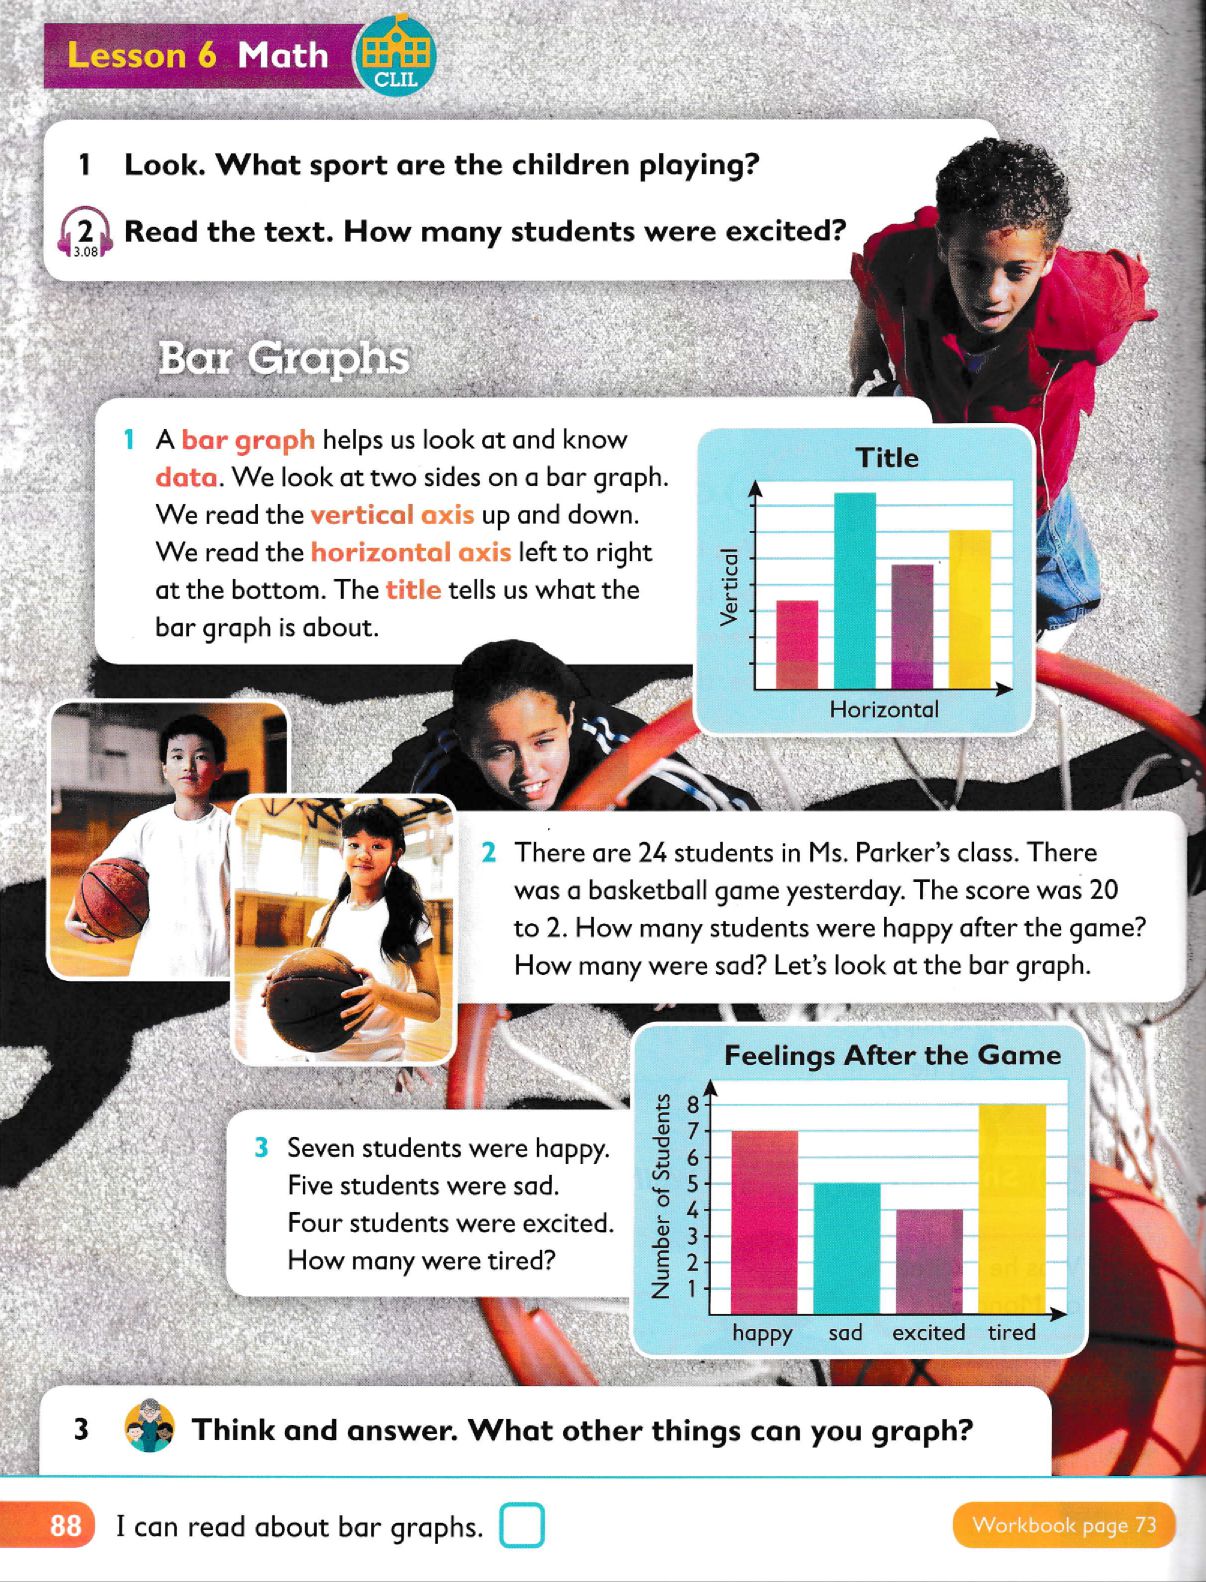 Lesson 6 Math
CLIL
1 Look. What sport are the children playing?
2 Read the text. How many students were excited?
3.08
Bar Graphs
1 A bar graph helps us look at and know
data. We look at two sides on a bar graph.
We read the vertical axis up and down.
We read the horizontal axis left to right
at the bottom. The title tells us what the
bar graph is about.
Title
Vertical
Horizontal
2 There are 24 students in Ms. Parker's class. There
was a basketball game yesterday. The score was 20
to 2. How many students were happy after the game?
How many were sad? Let's look at the bar graph.
3 Seven students were happy.
Five students were sad.
Four students were excited.
How many were tired?
Feelings After the Game
Number of Students
8
7
6
5
4
3
2
1
happy sad excited tired
3 Think and answer. What other things can you graph?
88 I can read about bar graphs.
Workbook page 73